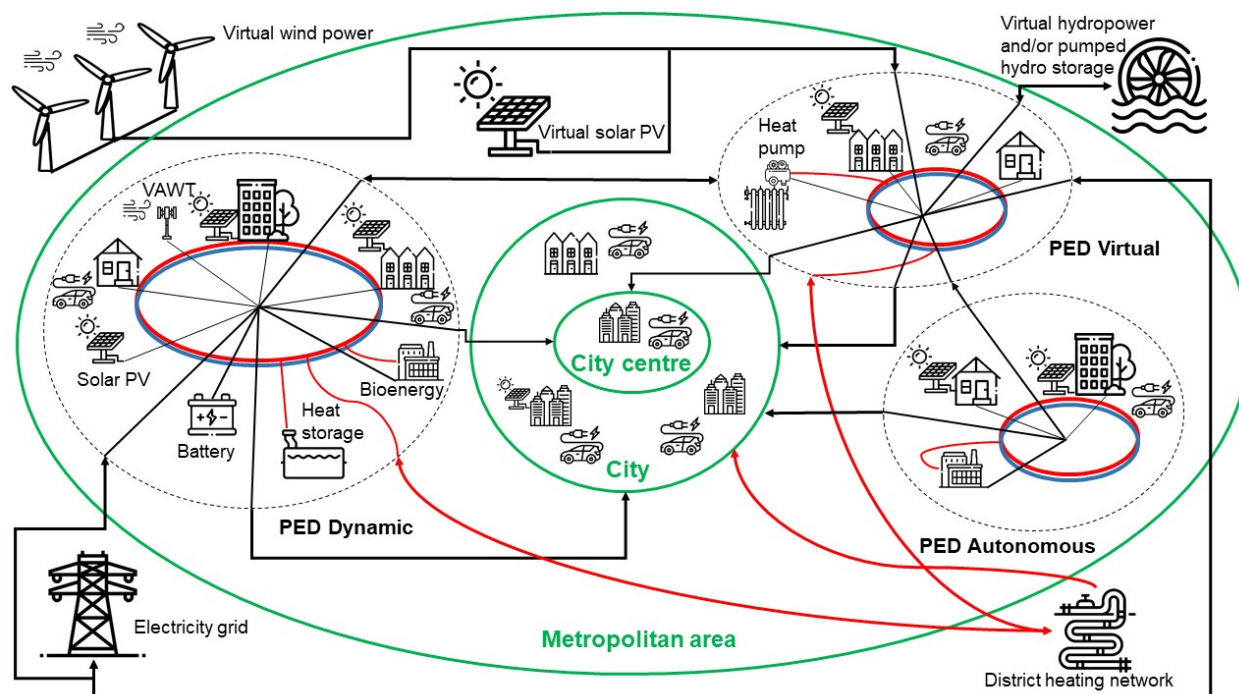 Virtual wind power
Virtual hydropower
and/or pumped
hydro storage
Virtual solar PV
Heat
pump
VAWT
PED Virtual
Solar PV
Bioenergy
City centre
Battery
Heat
storage
City
PED Dynamic
PED Autonomous
Electricity grid
Metropolitan area
District heating network